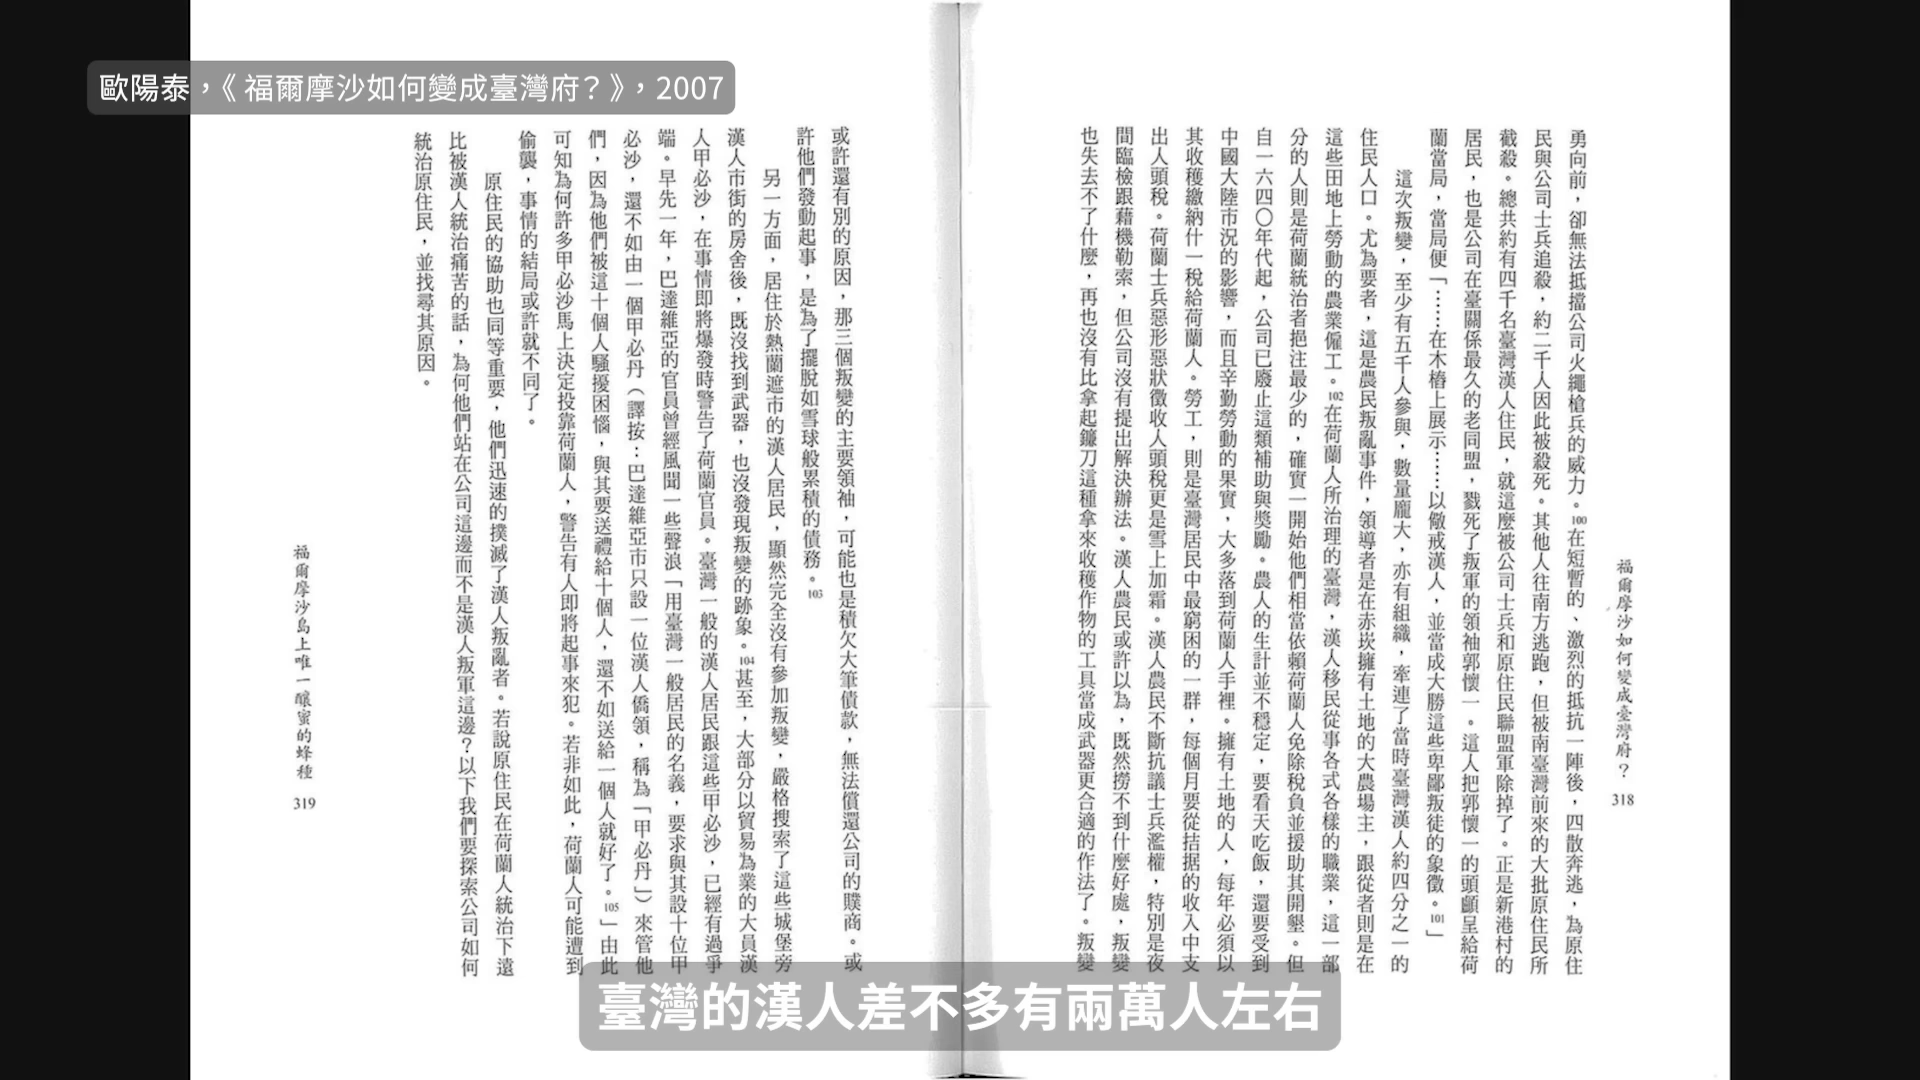 歐陽泰，《福爾摩沙如何變成臺灣府？》，2007
福爾摩沙如何變成臺灣府？ 318
勇向前，卻無法抵擋公司火繩槍兵的威力。100在短暫的、激烈的抵抗一陣後，四散奔逃，為原住
民與公司士兵追殺，約二千人因此被殺死。其他人往南方逃跑，但被南臺灣前來的大批原住民所
截殺。總共約有四千名臺灣漢人住民，就這麼被公司士兵和原住民聯盟軍除掉了。正是新港村的
居民，也是公司在臺關係最久的老同盟，戮死了叛軍的領袖郭懷一。這人把郭懷一的頭顱呈給荷
蘭當局，當局便「……在木樁上展示……以儆戒漢人，並當成大勝這些卑鄙叛徒的象徵。101」
這次叛變，至少有五千人參與，數量龐大，亦有組織，牽連了當時臺灣漢人約四分之一的
住民人口。尤為要者，這是農民叛亂事件，領導者是在赤崁擁有土地的大農場主，跟從者則是在
這些田地上勞動的農業僱工。102在荷蘭人所治理的臺灣，漢人移民從事各式各樣的職業，這一部
分的人則是荷蘭統治者挹注最少的，確實一開始他們相當依賴荷蘭人免除稅負並援助其開墾。但
自一六四〇年代起，公司已廢止這類補助與獎勵。農人的生計並不穩定，要看天吃飯，還要受到
中國大陸市況的影響，而且辛勤勞動的果實，大多落到荷蘭人手裡。擁有土地的人，每年必須以
其收穫繳納什一稅給荷蘭人。勞工，則是臺灣居民中最窮困的一群，每個月要從拮据的收入中支
出人頭稅。荷蘭士兵惡形惡狀徵收人頭稅更是雪上加霜。漢人農民不斷抗議士兵濫權，特別是夜
間臨檢跟藉機勒索，但公司沒有提出解決辦法。漢人農民或許以為，既然撈不到什麼好處，叛變
也失去不了什麼，再也沒有比拿起鐮刀這種拿來收穫作物的工具當成武器更合適的作法了。叛變
或許還有別的原因，那三個叛變的主要領袖，可能也是積欠大筆債款，無法償還公司的贌商。或
許他們發動起事，是為了擺脫如雪球般累積的債務。103
另一方面，居住於熱蘭遮市的漢人居民，顯然完全沒有參加叛變，嚴格搜索了這些城堡旁
漢人市街的房舍後，既沒找到武器，也沒發現叛變的跡象。104甚至，大部分以貿易為業的大員漢
人甲必沙，在事情即將爆發時警告了荷蘭官員。臺灣一般的漢人居民跟這些甲必沙，已經有過爭
端。早先一年，巴達維亞的官員曾經風聞一些聲浪「用臺灣一般居民的名義，要求與其設十位甲
必沙，還不如由一個甲必丹（譯按：巴達維亞市只設一位漢人僑領，稱為「甲必丹」）來管他
們，因為他們被這十個人騷擾困惱，與其要送禮給十個人，還不如送給一個人就好了。105」由此
可知為何許多甲必沙馬上決定投靠荷蘭人，警告有人即將起事來犯。若非如此，荷蘭人可能遭到
偷襲，事情的結局或許就不同了。
原住民的協助也同等重要，他們迅速的撲滅了漢人叛亂者。若說原住民在荷蘭人統治下遠
比被漢人統治痛苦的話，為何他們站在公司這邊而不是漢人叛軍這邊？以下我們要探索公司如何
統治原住民，並找尋其原因。
福爾摩沙島上唯一釀蜜的蜂種 319
臺灣的漢人差不多有兩萬人左右